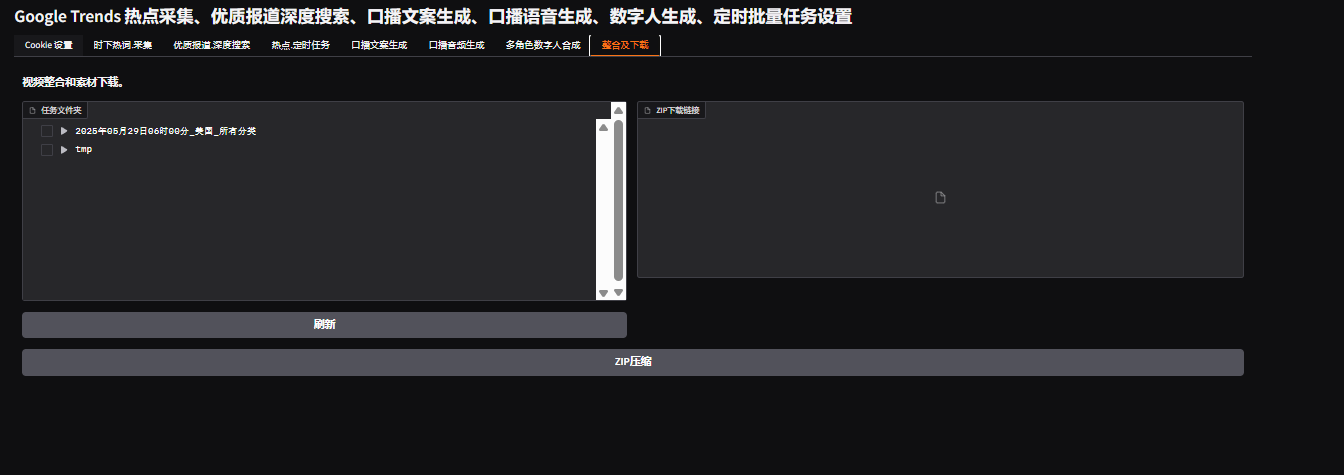 Google Trends 热点采集、优质报道深度搜索、口播文案生成、口播语音生成、数字人生成、定时批量任务设置
Cookie 设置 时下热词.采集 优质报道.深度搜索 热点.定时任务 口播文案生成 口播音频生成 多角色数字人合成 整合及下载
视频整合和素材下载。
任务文件夹 ZIP下载链接
2025年05月29日06时00分_美国_所有分类
tmp
刷新
ZIP压缩